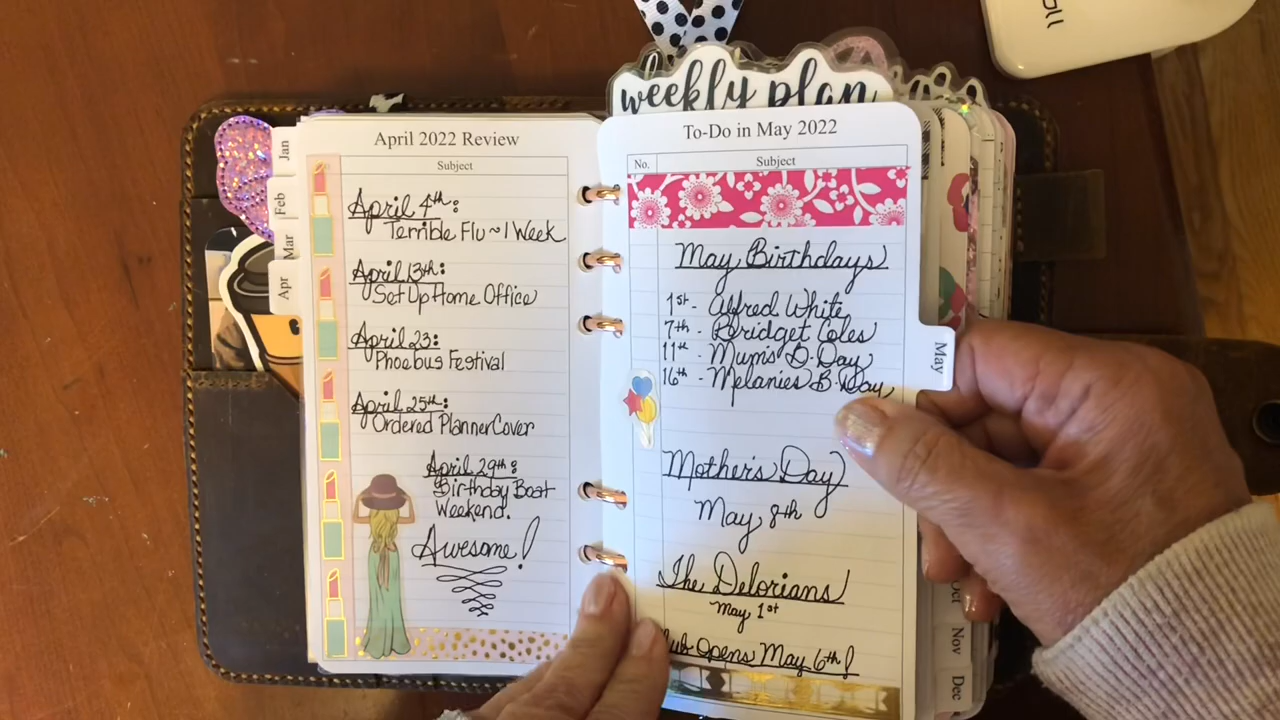 weekly plan
Jan
Feb
Mar
Apr
April 2022 Review
Subject
April 4th:
Terrible Flu ~ 1 Week
April 13th:
Set Up Home Office
April 23:
Phoebus Festival
April 25th:
Ordered Planner Cover
April 29th:
Birthday Boat
Weekend.
Awesome!
To-Do in May 2022
No. Subject
May Birthdays
1st - Alfred White
7th - Bridget Coles
11th - Mum's B-Day
16th - Melanies B-Day
Mother's Day
May 8th
The Delorians
May 1st
Opens May 6th!
May
Oct
Nov
Dec